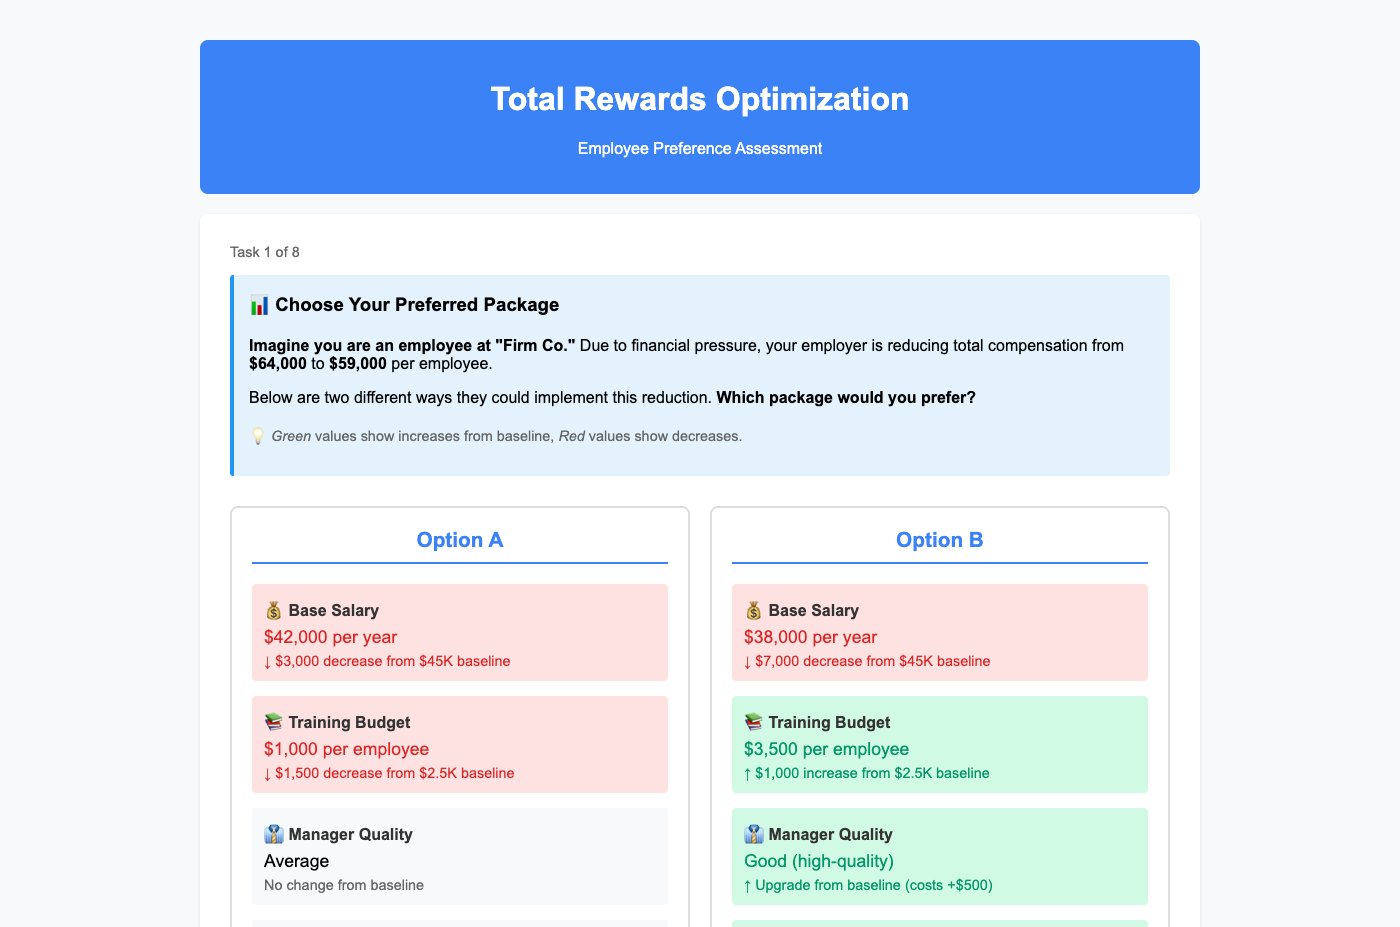 Total Rewards Optimization
Employee Preference Assessment
Task 1 of 8
📊 Choose Your Preferred Package
Imagine you are an employee at "Firm Co." Due to financial pressure, your employer is reducing total compensation from
$64,000 to $59,000 per employee.
Below are two different ways they could implement this reduction. Which package would you prefer?
💡 Green values show increases from baseline, Red values show decreases.
Option A
💰 Base Salary
$42,000 per year
↓ $3,000 decrease from $45K baseline
📚 Training Budget
$1,000 per employee
↓ $1,500 decrease from $2.5K baseline
👔 Manager Quality
Average
No change from baseline
Option B
💰 Base Salary
$38,000 per year
↓ $7,000 decrease from $45K baseline
📚 Training Budget
$3,500 per employee
↑ $1,000 increase from $2.5K baseline
👔 Manager Quality
Good (high-quality)
↑ Upgrade from baseline (costs +$500)